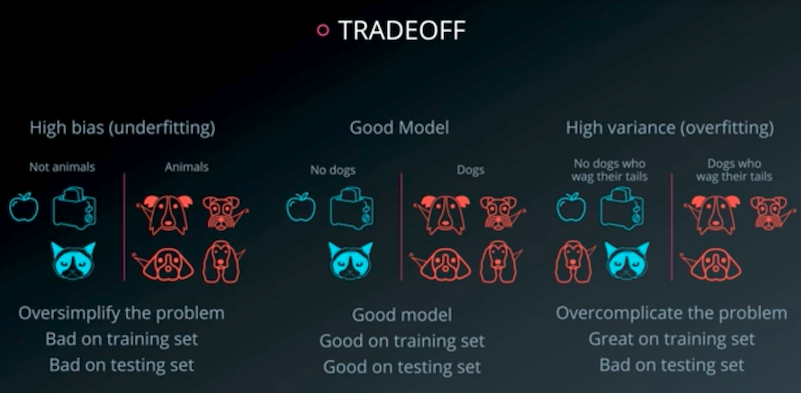 TRADEOFF
High bias (underfitting)
Not animals
Animals
Oversimplify the problem
Bad on training set
Bad on testing set
Good Model
No dogs
Dogs
Good model
Good on training set
Good on testing set
High variance (overfitting)
No dogs who
wag their tails
Dogs who
wag their tails
Overcomplicate the problem
Great on training set
Bad on testing set